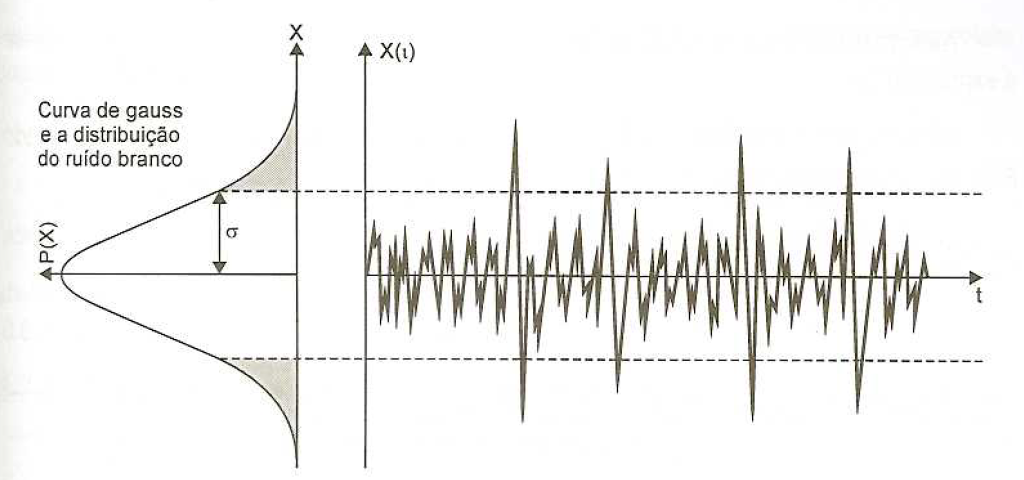 X
X(ι)
Curva de gauss
e a distribuição
do ruído branco
σ
P(X)
t